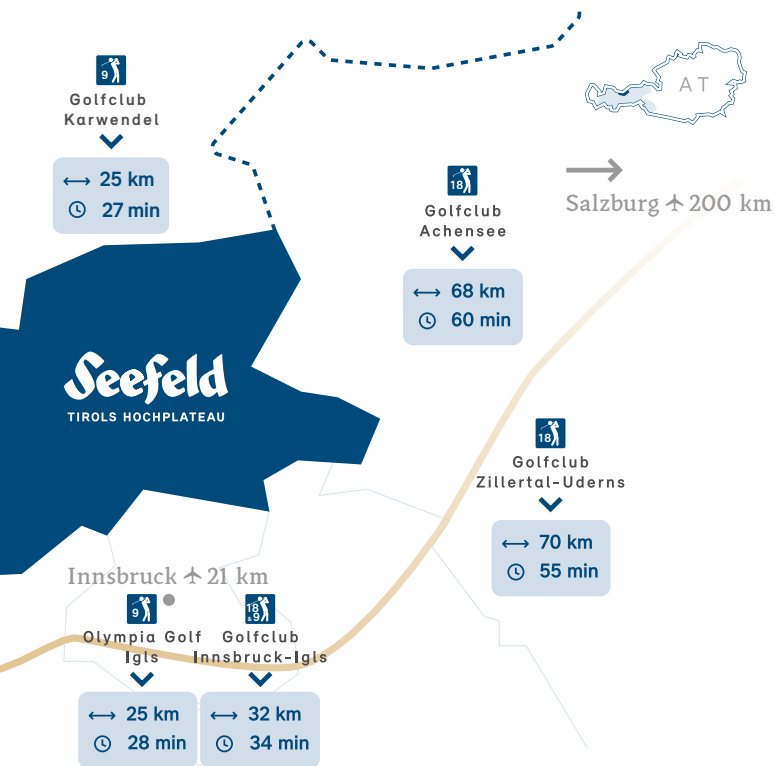 9
Golfclub
Karwendel
25 km
27 min
AT
18
Golfclub
Achensee
68 km
60 min
Salzburg 200 km
Seefeld
TIROLS HOCHPLATEAU
18
Golfclub
Zillertal-Uderns
70 km
55 min
Innsbruck 21 km
9
Olympia Golf
Igls
25 km
28 min
18
& 9
Golfclub
Innsbruck-Igls
32 km
34 min